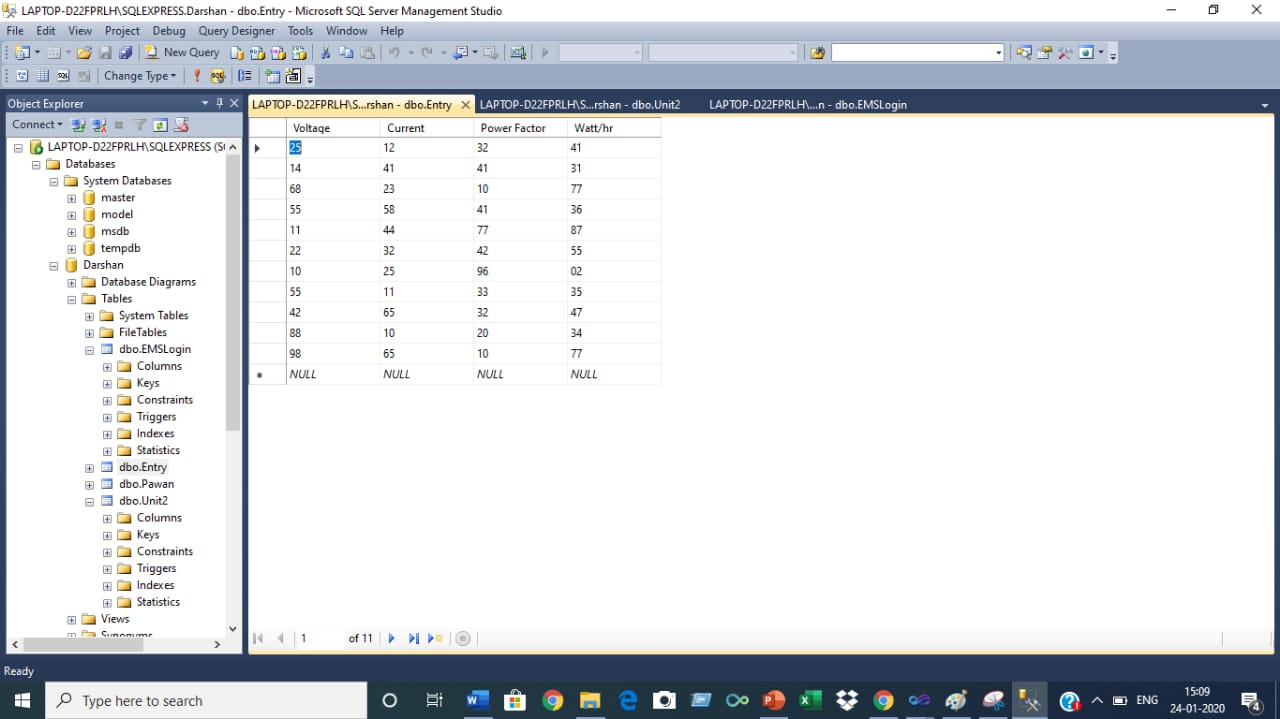 LAPTOP-D22FPRLH\SQLEXPRESS.Darshan - dbo.Entry - Microsoft SQL Server Management Studio
File Edit View Project Debug Query Designer Tools Window Help
New Query
Change Type
Object Explorer
LAPTOP-D22FPRLH\S...rshan - dbo.Entry LAPTOP-D22FPRLH\S...rshan - dbo.Unit2 LAPTOP-D22FPRLH\...n - dbo.EMSLogin
Connect
LAPTOP-D22FPRLH\SQLEXPRESS (S
Databases
System Databases
master
model
msdb
tempdb
Darshan
Database Diagrams
Tables
System Tables
FileTables
dbo.EMSLogin
Columns
Keys
Constraints
Triggers
Indexes
Statistics
dbo.Entry
dbo.Pawan
dbo.Unit2
Columns
Keys
Constraints
Triggers
Indexes
Statistics
Views
Synonyms
Voltage Current Power Factor Watt/hr
25 12 32 41
14 41 41 31
68 23 10 77
55 58 41 36
11 44 77 87
22 32 42 55
10 25 96 02
55 11 33 35
42 65 32 47
88 10 20 34
98 65 10 77
NULL NULL NULL NULL
1 of 11
Ready
Type here to search
ENG
15:09
24-01-2020
4